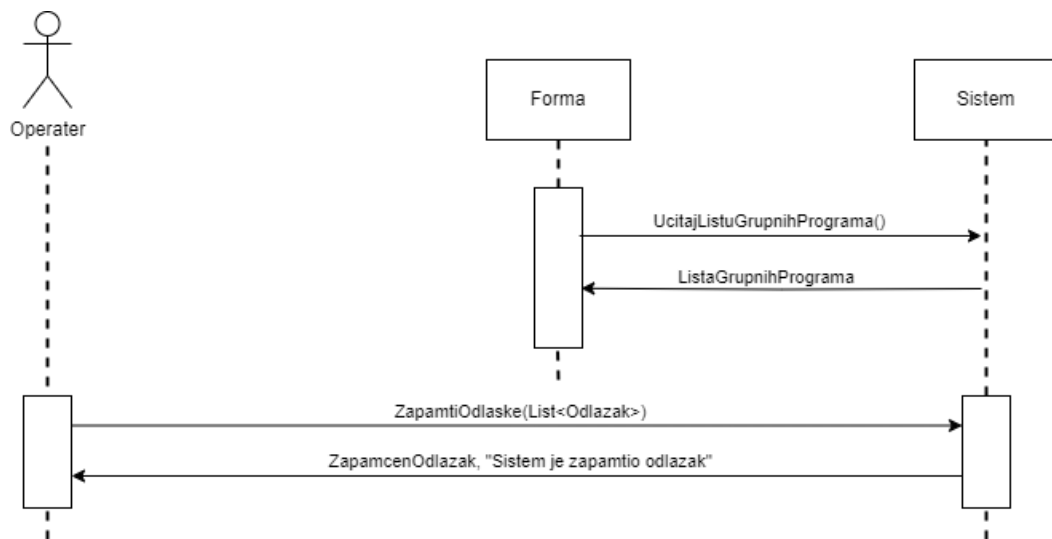 Operater
Forma
Sistem
UcitajListuGrupnihPrograma()
ListaGrupnihPrograma
ZapamtiOdlaske(List<Odlazak>)
ZapamcenOdlazak, "Sistem je zapamtio odlazak"